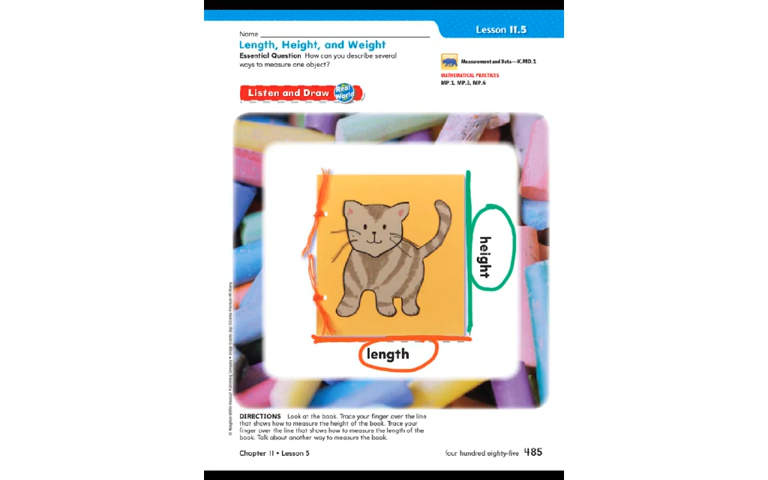 Lesson 11.5
Name
Length, Height, and Weight
Essential Question How can you describe several
ways to measure one object?
Measurement and Data—K.MD.1
MATHEMATICAL PRACTICES
MP.1, MP.3, MP.6
Listen and Draw
Real
World
height
length
DIRECTIONS Look at the book. Trace your finger over the line
that shows how to measure the height of the book. Trace your
finger over the line that shows how to measure the length of the
book. Talk about another way to measure the book.
Chapter 11 • Lesson 5
four hundred eighty-five 485